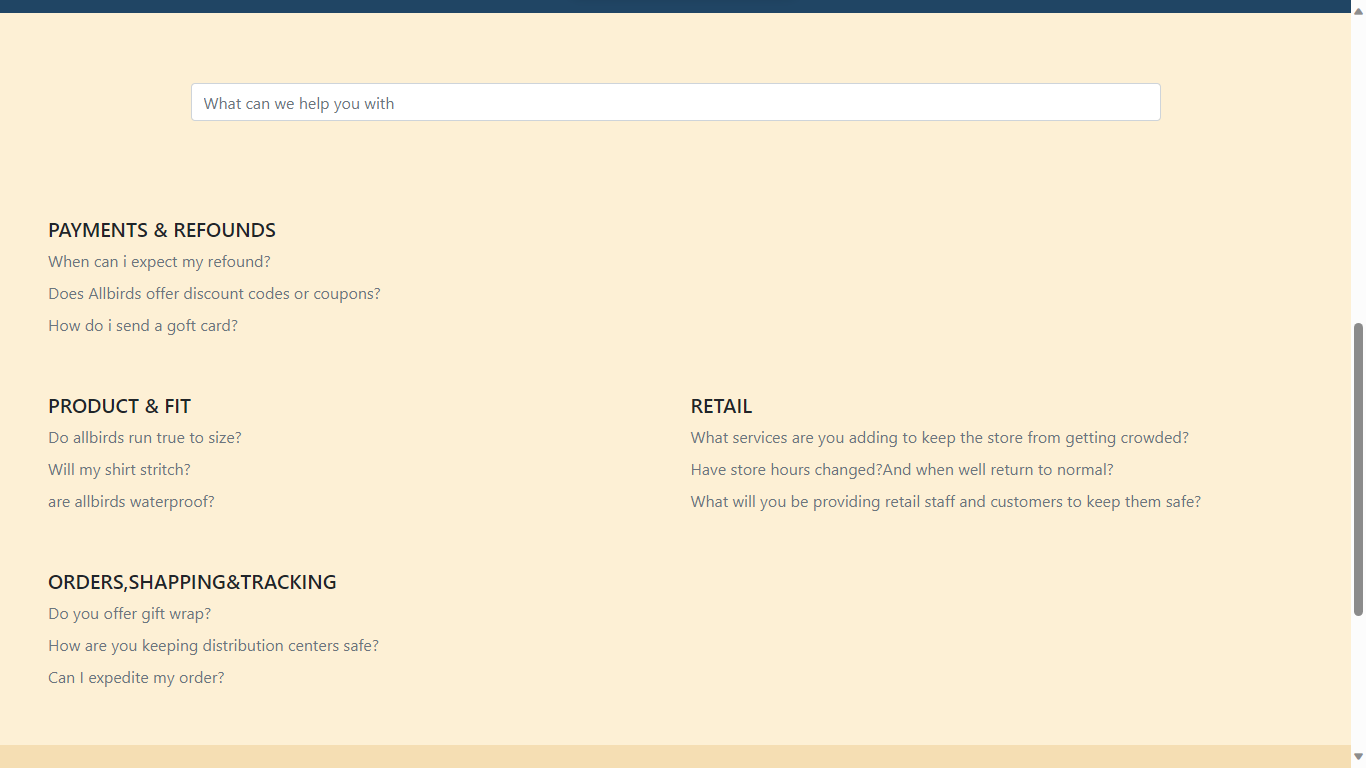 What can we help you with
PAYMENTS & REFOUNDS
When can i expect my refound?
Does Allbirds offer discount codes or coupons?
How do i send a goft card?
PRODUCT & FIT
Do allbirds run true to size?
Will my shirt stritch?
are allbirds waterproof?
RETAIL
What services are you adding to keep the store from getting crowded?
Have store hours changed?And when well return to normal?
What will you be providing retail staff and customers to keep them safe?
ORDERS,SHAPPING&TRACKING
Do you offer gift wrap?
How are you keeping distribution centers safe?
Can I expedite my order?